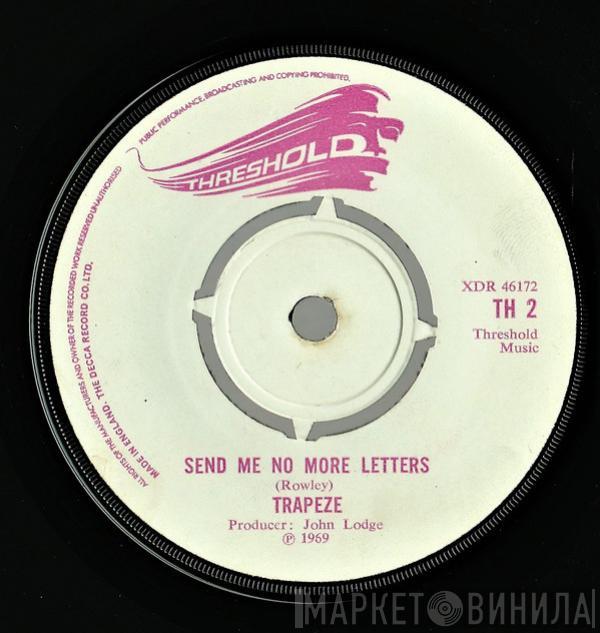 PUBLIC PERFORMANCE, BROADCASTING AND COPYING PROHIBITED.
ALL RIGHTS OF THE MANUFACTURERS AND OWNER OF THE RECORDED WORK RESERVED UNAUTHORISED
MADE IN ENGLAND. THE DECCA RECORD CO. LTD.
THRESHOLD
XDR 46172
TH 2
Threshold
Music
SEND ME NO MORE LETTERS
(Rowley)
TRAPEZE
Producer: John Lodge
℗ 1969
МАРКЕТ ВИНИЛА